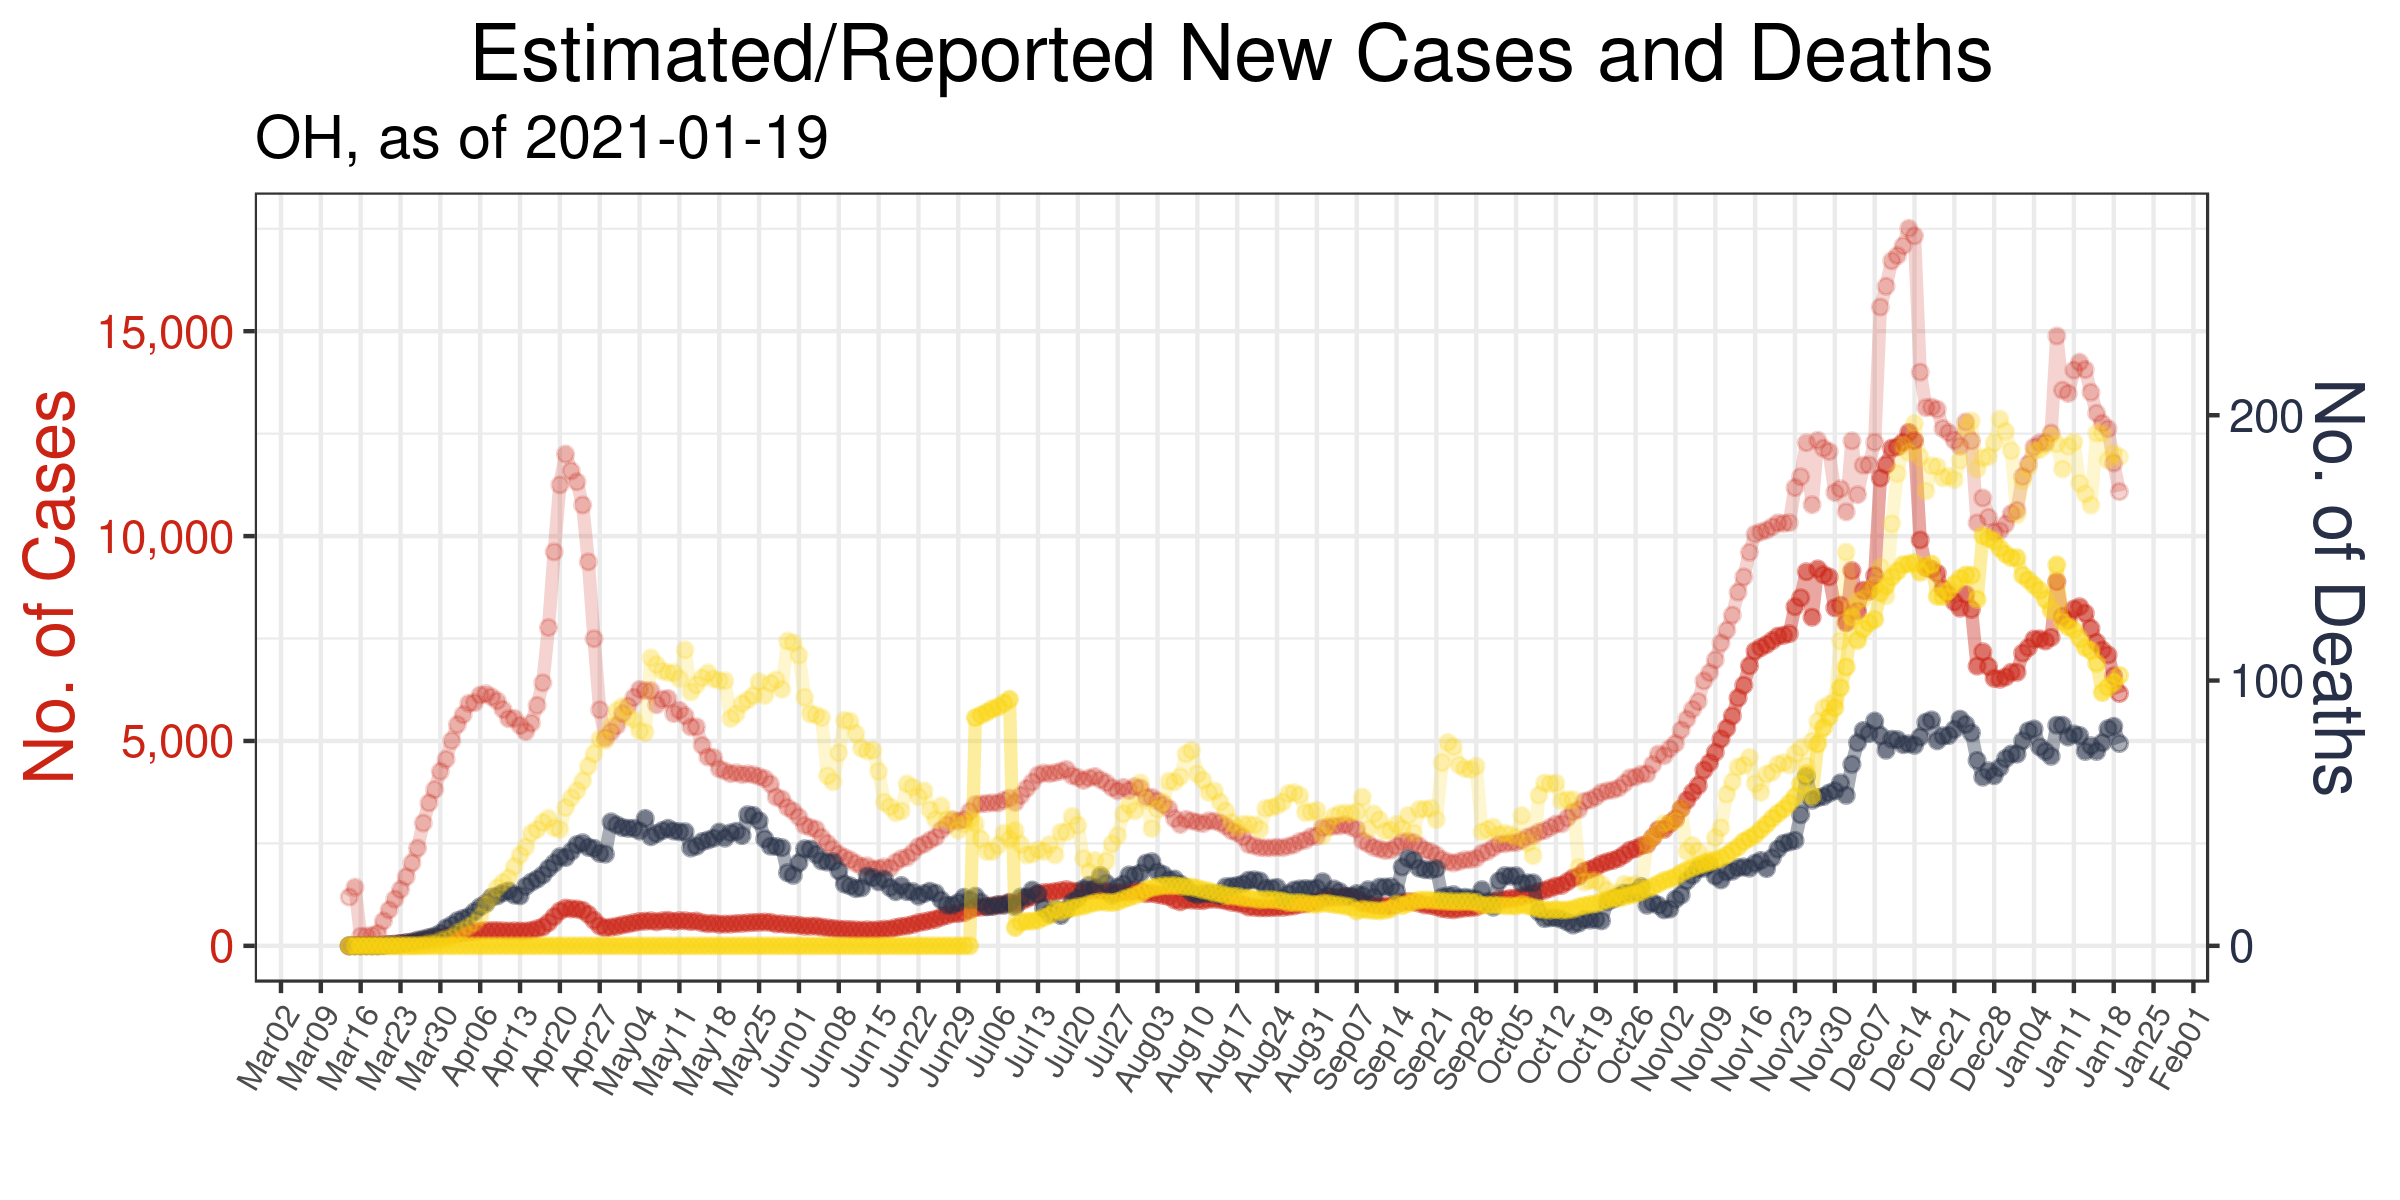 Estimated/Reported New Cases and Deaths
OH, as of 2021-01-19
No. of Cases
15,000
10,000
5,000
0
200
100
0
No. of Deaths
Mar02
Mar09
Mar16
Mar23
Mar30
Apr06
Apr13
Apr20
Apr27
May04
May11
May18
May25
Jun01
Jun08
Jun15
Jun22
Jun29
Jul06
Jul13
Jul20
Jul27
Aug03
Aug10
Aug17
Aug24
Aug31
Sep07
Sep14
Sep21
Sep28
Oct05
Oct12
Oct19
Oct26
Nov02
Nov09
Nov16
Nov23
Nov30
Dec07
Dec14
Dec21
Dec28
Jan04
Jan11
Jan18
Jan25
Feb01